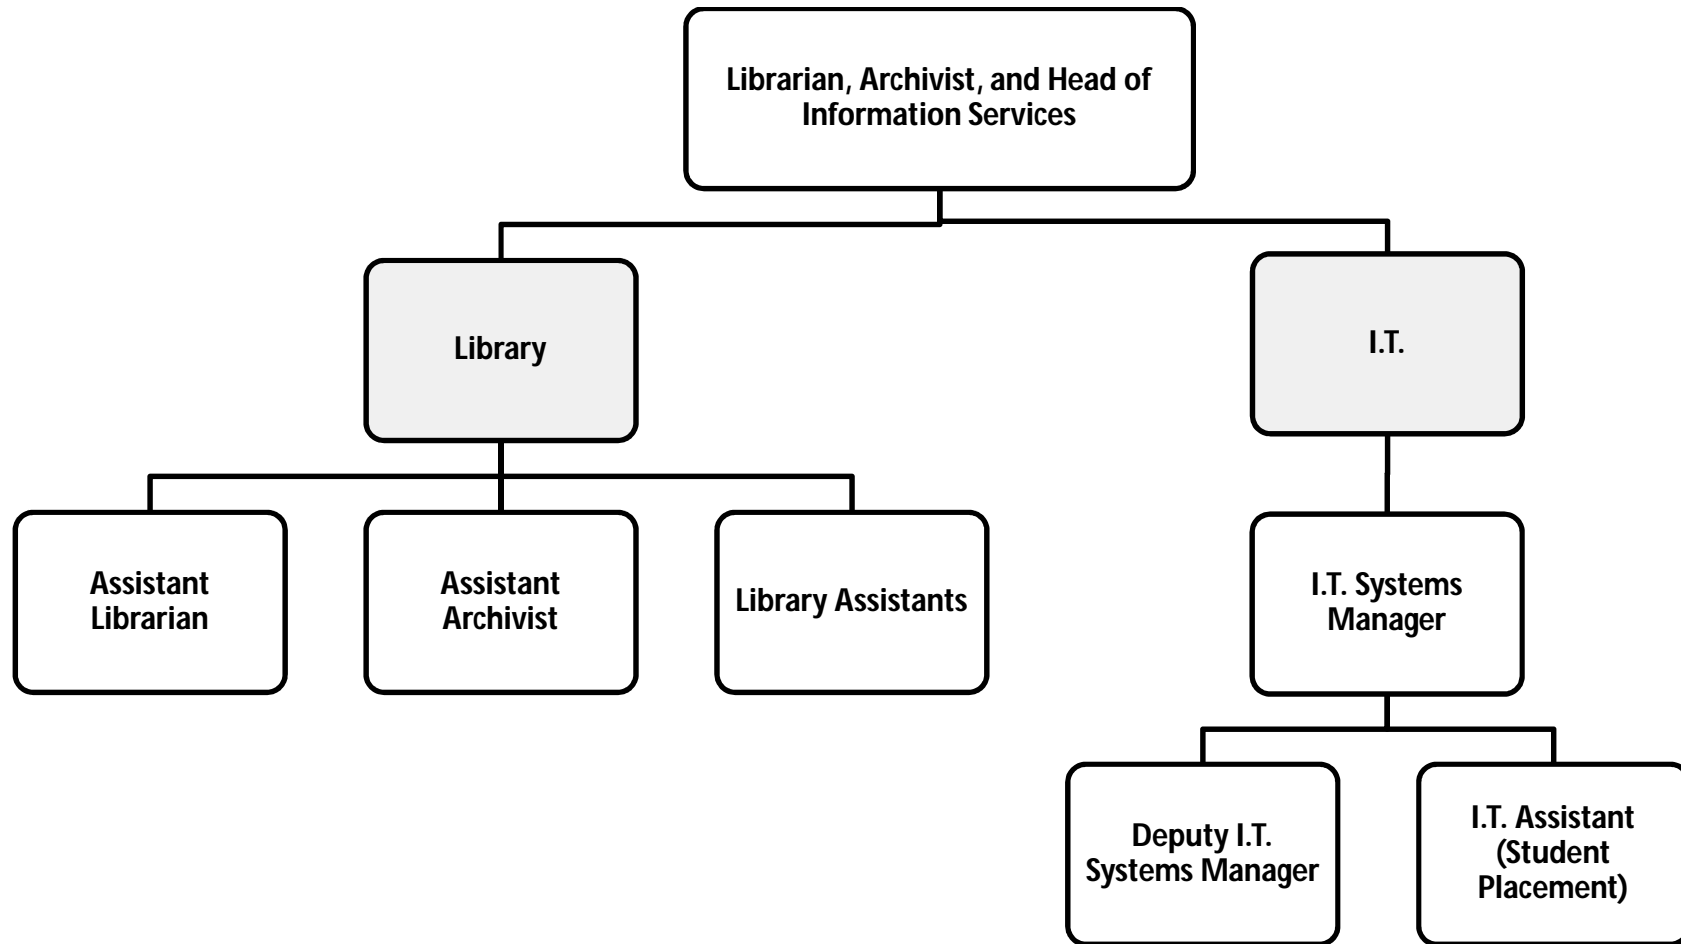 Librarian, Archivist, and Head of
Information Services
Library
I.T.
Assistant
Librarian
Assistant
Archivist
Library Assistants
I.T. Systems
Manager
Deputy I.T.
Systems Manager
I.T. Assistant
(Student
Placement)